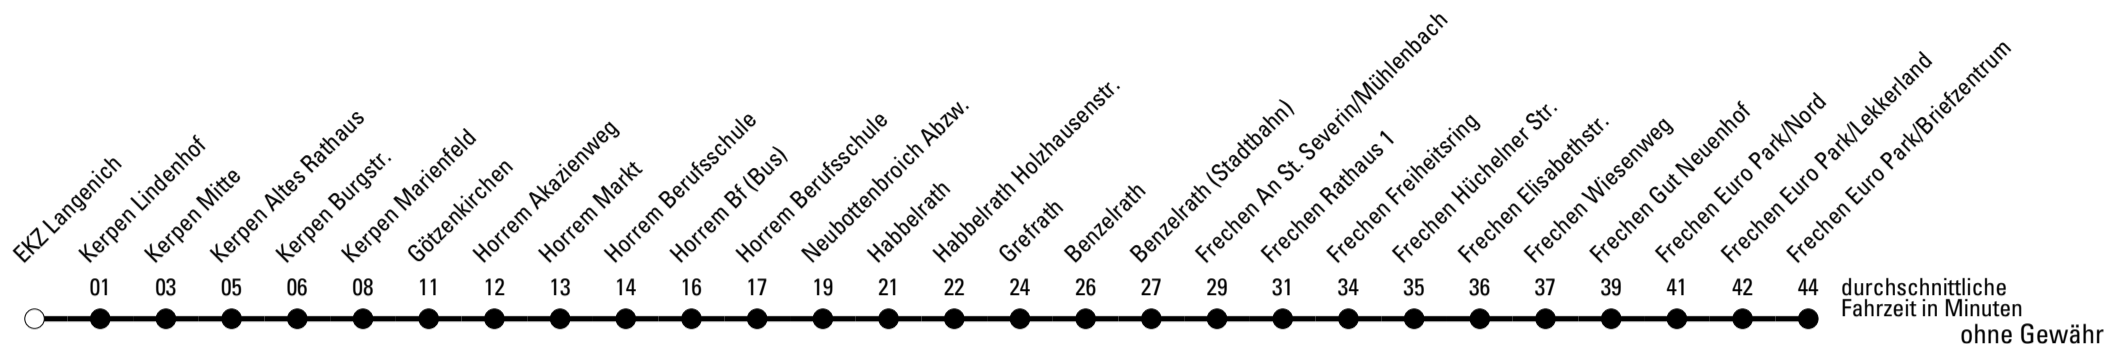 EKZ Langenich
Kerpen Lindenhof
Kerpen Mitte
Kerpen Altes Rathaus
Kerpen Burgstr.
Kerpen Marienfeld
Götzenkirchen
Horrem Akazienweg
Horrem Markt
Horrem Berufsschule
Horrem Bf (Bus)
Horrem Berufsschule
Neubottenbroich Abzw.
Habbelrath
Habbelrath Holzhausenstr.
Grefrath
Benzelrath
Benzelrath (Stadtbahn)
Frechen An St. Severin/Mühlenbach
Frechen Rathaus 1
Frechen Freiheitsring
Frechen Hüchelner Str.
Frechen Elisabethstr.
Frechen Wiesenweg
Frechen Gut Neuenhof
Frechen Euro Park/Nord
Frechen Euro Park/Lekkerland
Frechen Euro Park/Briefzentrum
01 03 05 06 08 11 12 13 14 16 17 19 21 22 24 26 27 29 31 34 35 36 37 39 41 42 44
durchschnittliche
Fahrzeit in Minuten
ohne Gewähr